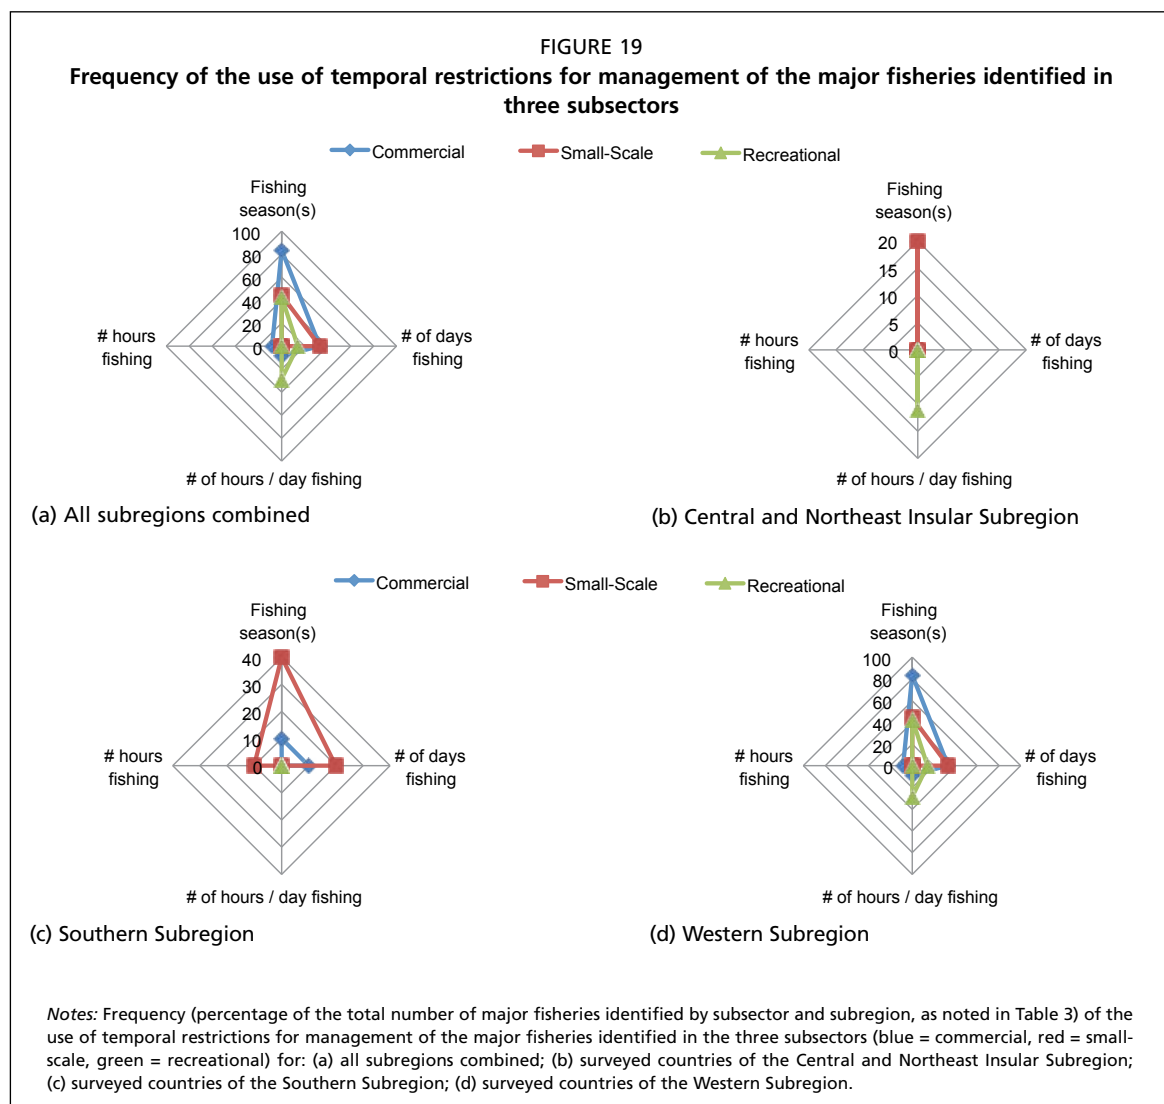 FIGURE 19
Frequency of the use of temporal restrictions for management of the major fisheries identified in
three subsectors
Commercial Small-Scale Recreational
Fishing
season(s)
100
80
60
40
20
0
# hours
fishing
# of days
fishing
# of hours / day fishing
(a) All subregions combined
Fishing
season(s)
20
15
10
5
0
# hours
fishing
# of days
fishing
# of hours / day fishing
(b) Central and Northeast Insular Subregion
Commercial Small-Scale Recreational
Fishing
season(s)
40
30
20
10
0
# hours
fishing
# of days
fishing
# of hours / day fishing
(c) Southern Subregion
Fishing
season(s)
100
80
60
40
20
0
# hours
fishing
# of days
fishing
# of hours / day fishing
(d) Western Subregion
Notes: Frequency (percentage of the total number of major fisheries identified by subsector and subregion, as noted in Table 3) of the
use of temporal restrictions for management of the major fisheries identified in the three subsectors (blue = commercial, red = small-
scale, green = recreational) for: (a) all subregions combined; (b) surveyed countries of the Central and Northeast Insular Subregion;
(c) surveyed countries of the Southern Subregion; (d) surveyed countries of the Western Subregion.